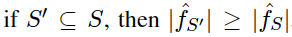 if S′ ⊆ S, then |f̂_{S′}| ≥ |f̂_S|